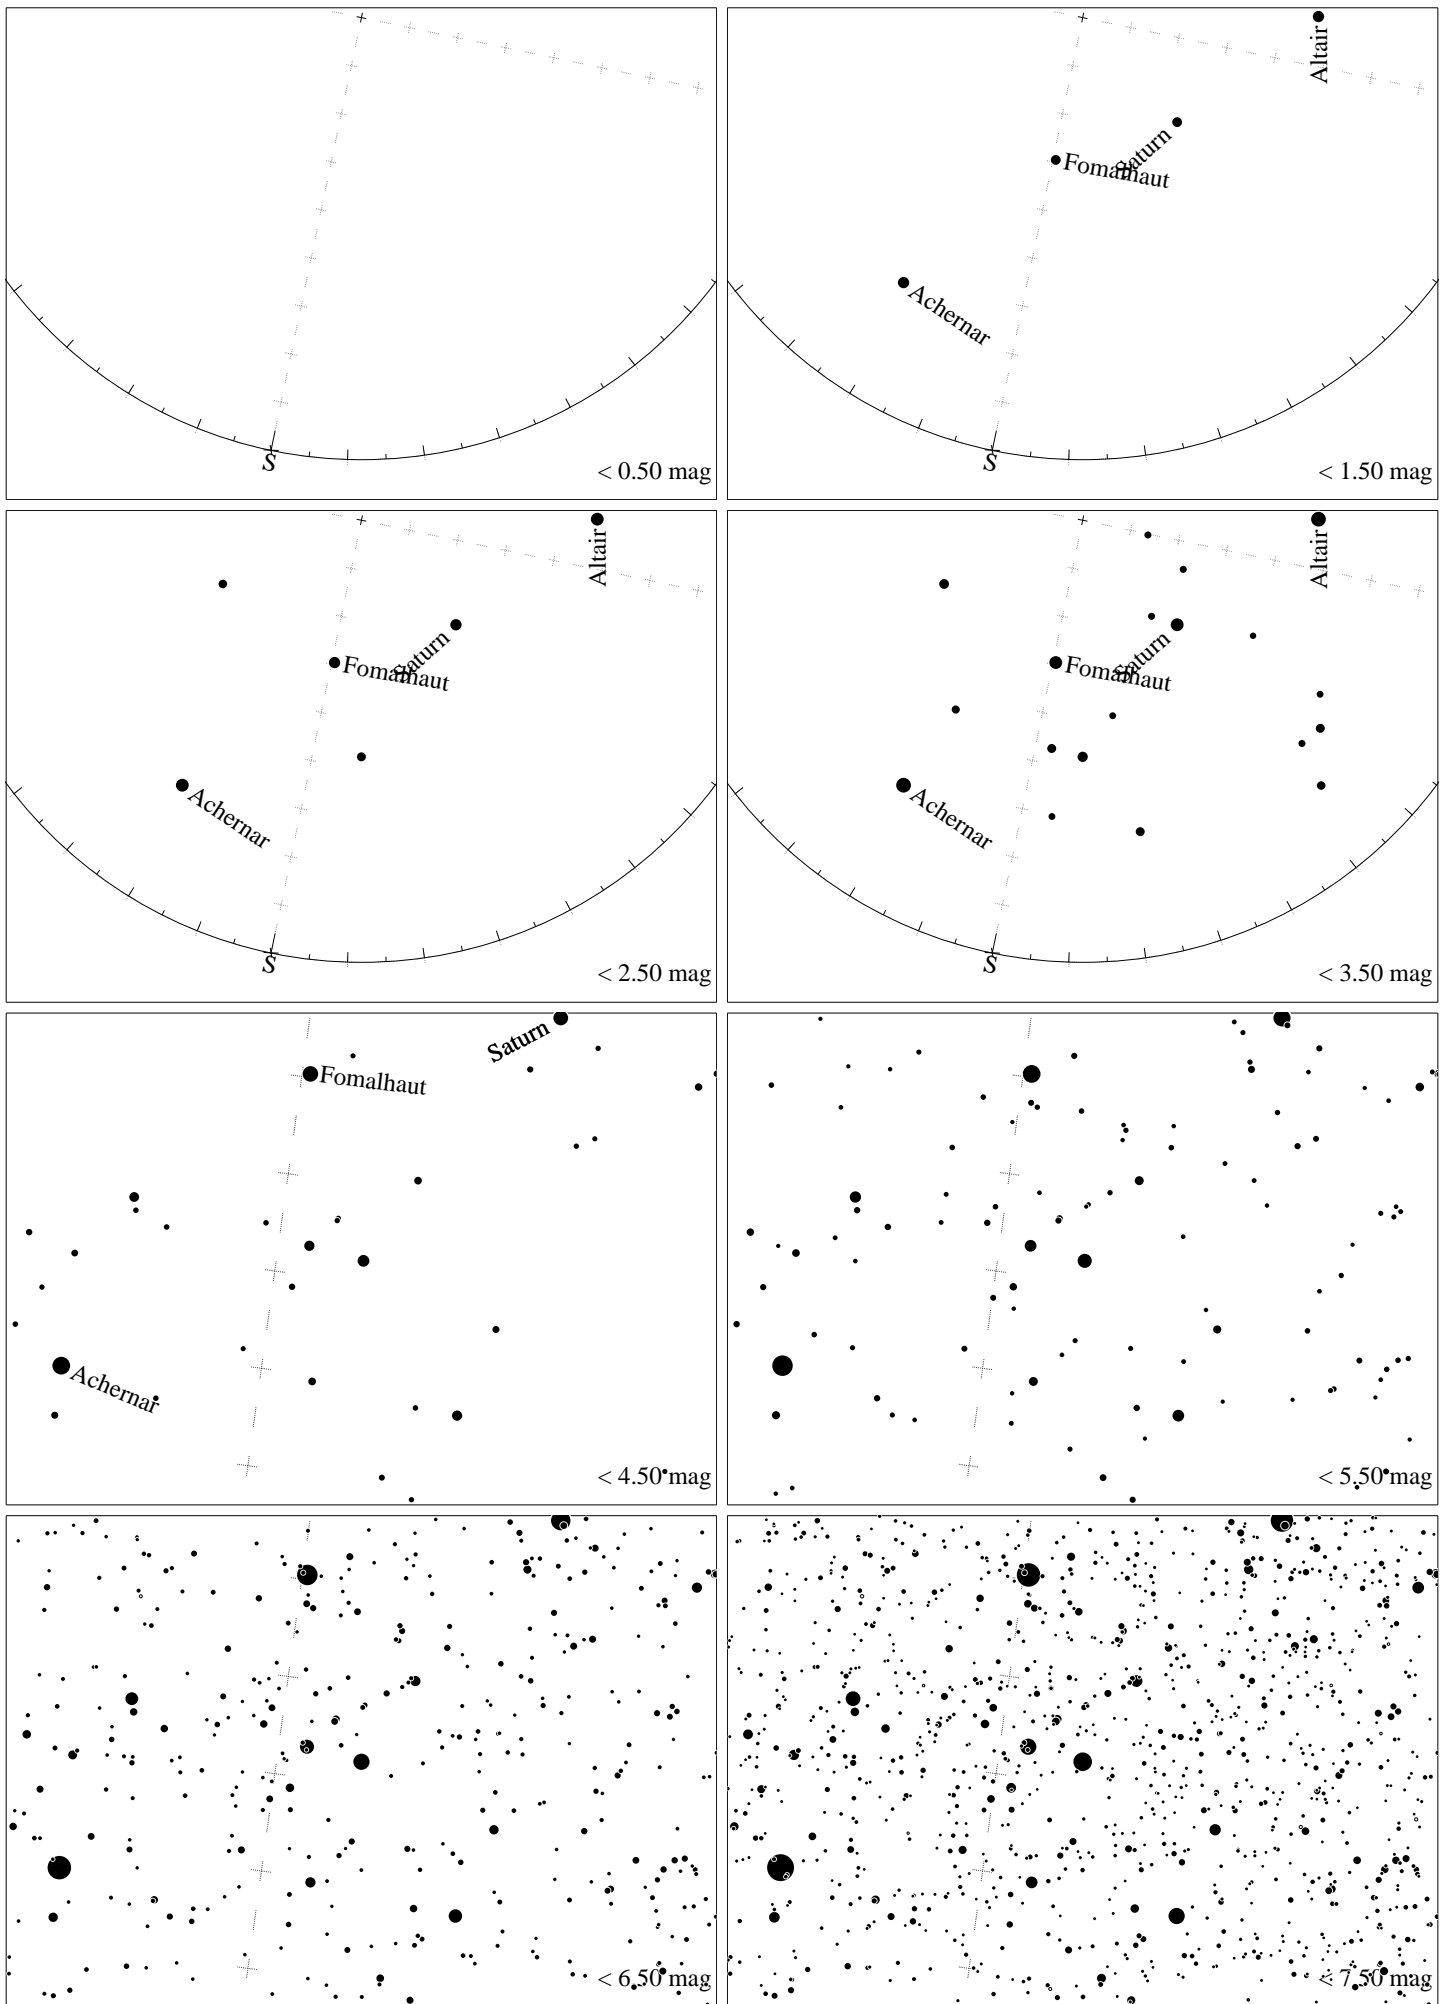 S
< 0.50 mag
Altair
Saturn
Fomalhaut
Achernar
S
< 1.50 mag
Altair
Saturn
Fomalhaut
Achernar
S
< 2.50 mag
Altair
Saturn
Fomalhaut
Achernar
S
< 3.50 mag
Saturn
Fomalhaut
Achernar
< 4.50 mag
< 5.50 mag
< 6.50 mag
< 7.50 mag